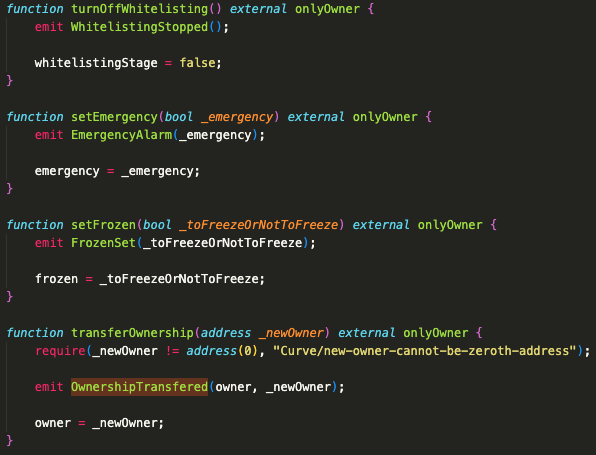 function turnOffWhitelisting() external onlyOwner {
emit WhitelistingStopped();
whitelistingStage = false;
}
function setEmergency(bool _emergency) external onlyOwner {
emit EmergencyAlarm(_emergency);
emergency = _emergency;
}
function setFrozen(bool _toFreezeOrNotToFreeze) external onlyOwner {
emit FrozenSet(_toFreezeOrNotToFreeze);
frozen = _toFreezeOrNotToFreeze;
}
function transferOwnership(address _newOwner) external onlyOwner {
require(_newOwner != address(0), "Curve/new-owner-cannot-be-zeroth-address");
emit OwnershipTransfered(owner, _newOwner);
owner = _newOwner;
}